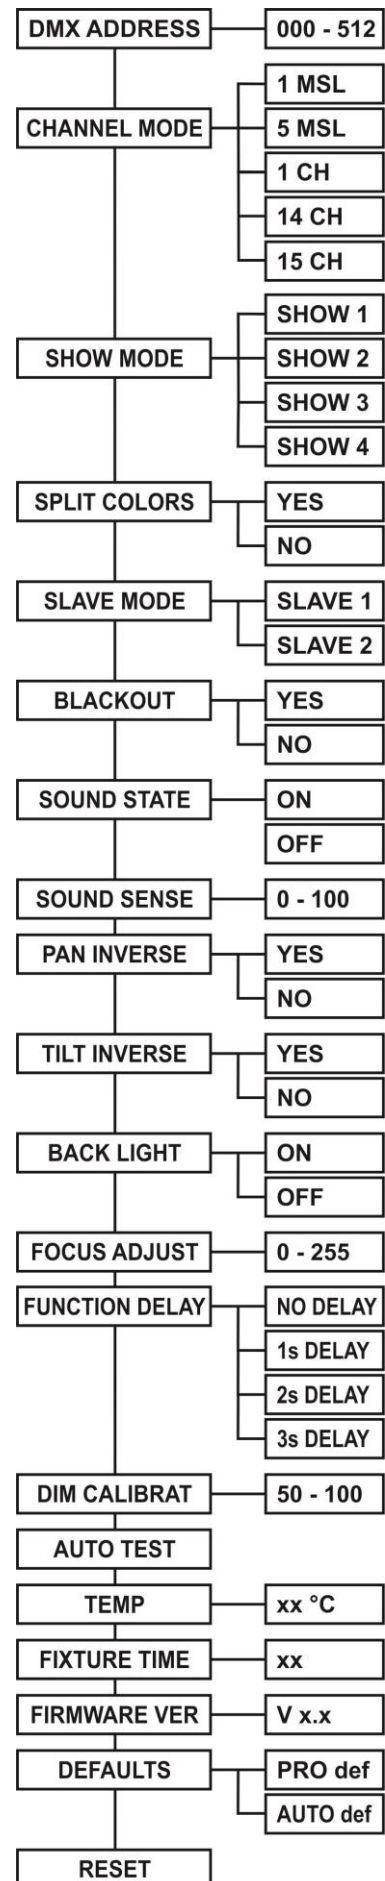 DMX ADDRESS
000 - 512
1 MSL
CHANNEL MODE
5 MSL
1 CH
14 CH
15 CH
SHOW 1
SHOW MODE
SHOW 2
SHOW 3
SHOW 4
SPLIT COLORS
YES
NO
SLAVE MODE
SLAVE 1
SLAVE 2
BLACKOUT
YES
NO
SOUND STATE
ON
OFF
SOUND SENSE
0 - 100
PAN INVERSE
YES
NO
TILT INVERSE
YES
NO
BACK LIGHT
ON
OFF
FOCUS ADJUST
0 - 255
FUNCTION DELAY
NO DELAY
1s DELAY
2s DELAY
3s DELAY
DIM CALIBRAT
50 - 100
AUTO TEST
TEMP
xx °C
FIXTURE TIME
xx
FIRMWARE VER
V x.x
DEFAULTS
PRO def
AUTO def
RESET